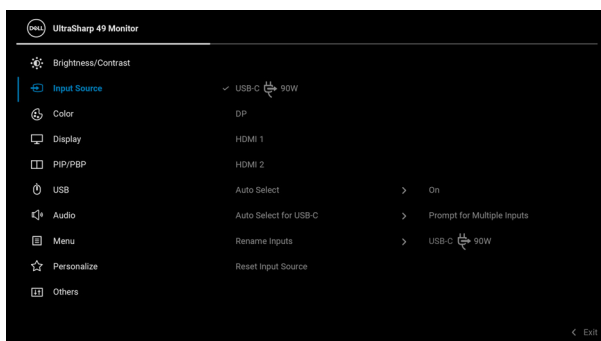 DELL UltraSharp 49 Monitor
Brightness/Contrast
Input Source USB-C 90W
Color DP
Display HDMI 1
PIP/PBP HDMI 2
USB Auto Select On
Audio Auto Select for USB-C Prompt for Multiple Inputs
Menu Rename Inputs USB-C 90W
Personalize Reset Input Source
Others
Exit